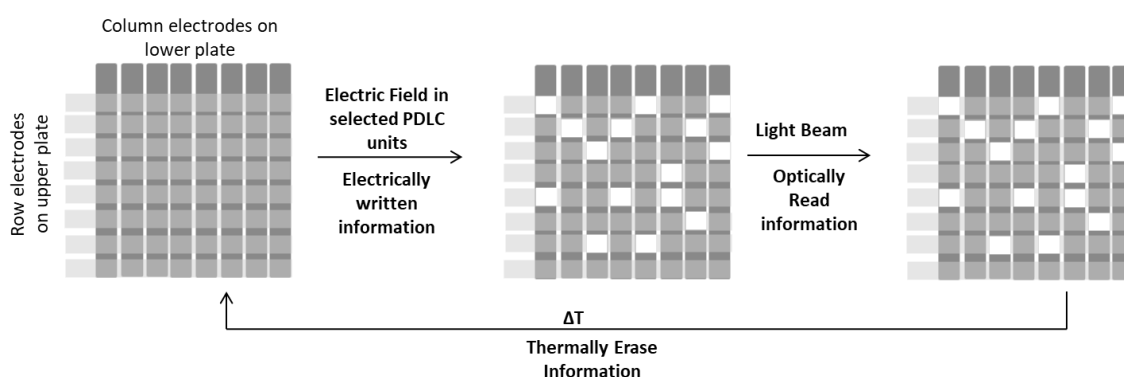 Column electrodes on
lower plate
Row electrodes
on upper plate
Electric Field in
selected PDLC
units
Electrically
written
information
Light Beam
Optically
Read
information
ΔT
Thermally Erase
Information